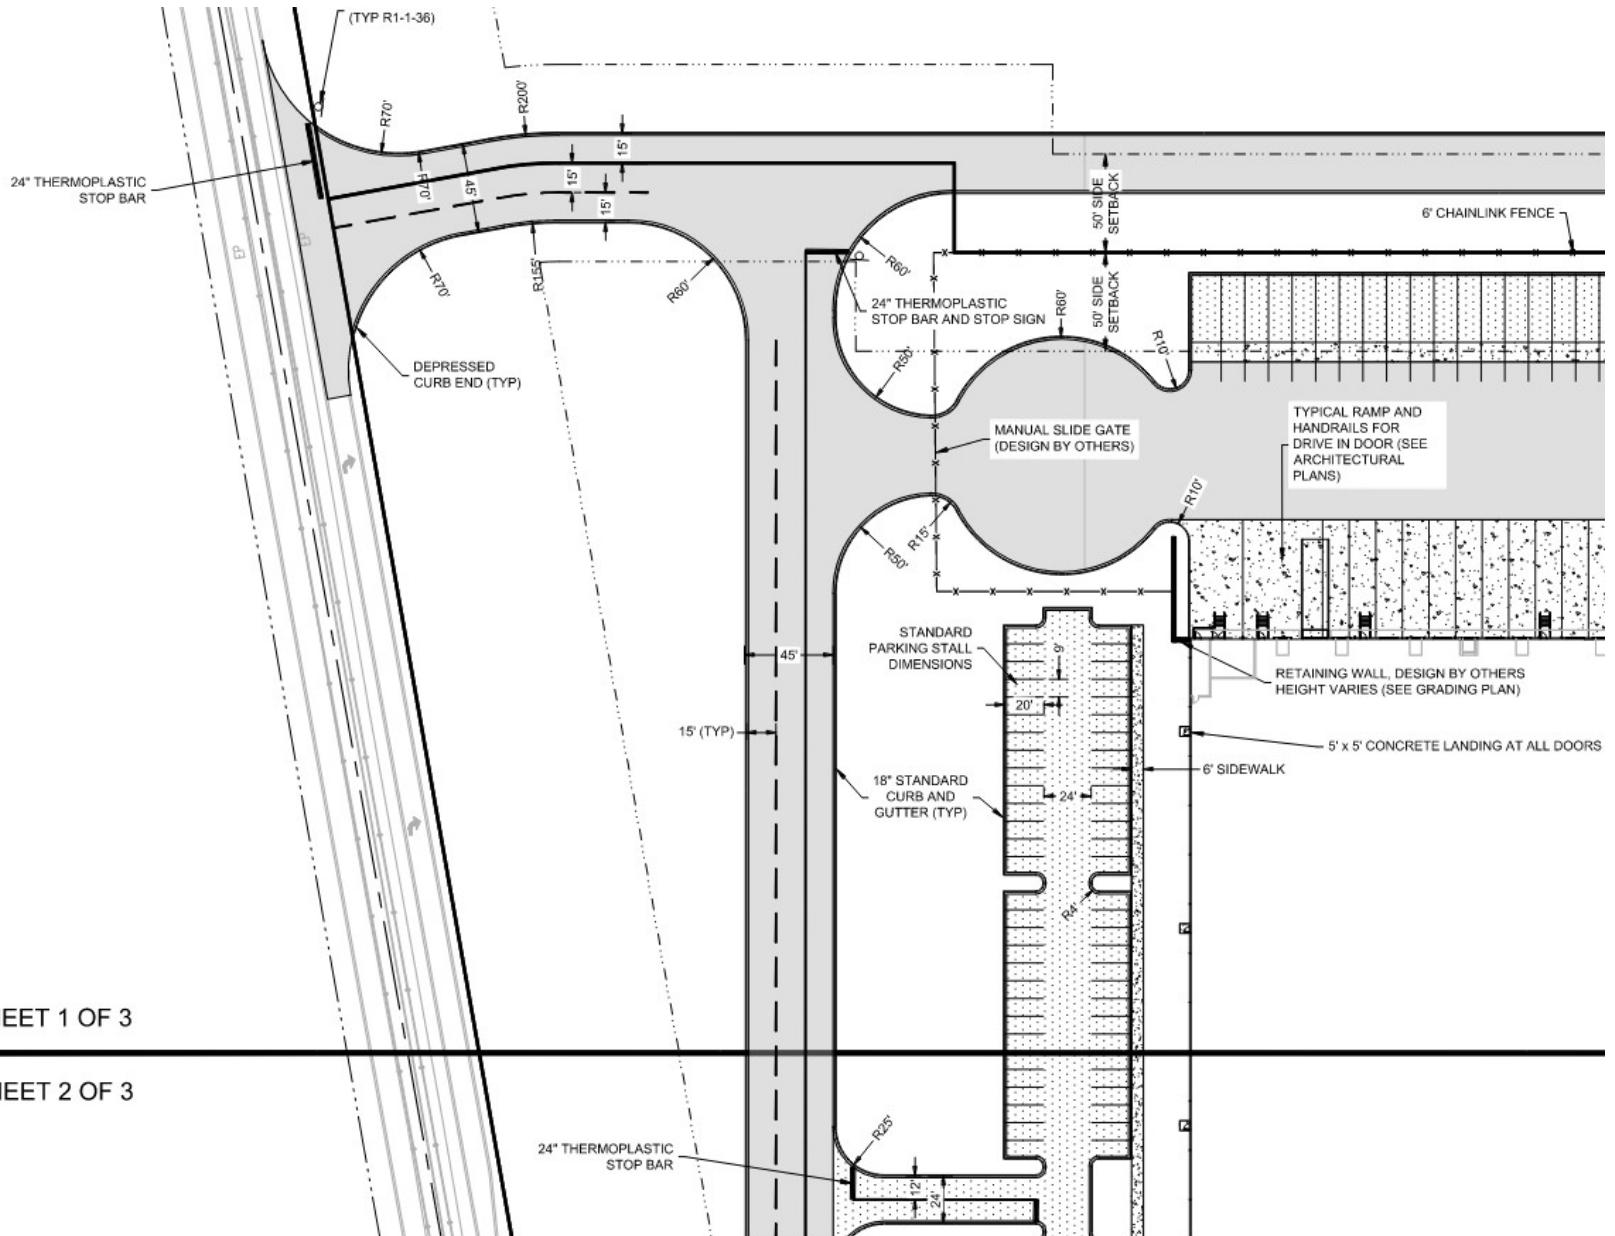 (TYP R1-1-36)
R70'
R200'
15'
24" THERMOPLASTIC
STOP BAR
R70'
45'
15'
15'
50' SIDE
SETBACK
6' CHAINLINK FENCE
R70'
R155'
R60'
R60'
24" THERMOPLASTIC
STOP BAR AND STOP SIGN
R60'
50' SIDE
SETBACK
R10'
DEPRESSED
CURB END (TYP)
R50'
MANUAL SLIDE GATE
(DESIGN BY OTHERS)
TYPICAL RAMP AND
HANDRAILS FOR
DRIVE IN DOOR (SEE
ARCHITECTURAL
PLANS)
R10'
R15'
R50'
STANDARD
PARKING STALL
DIMENSIONS
9'
45'
20'
RETAINING WALL, DESIGN BY OTHERS
HEIGHT VARIES (SEE GRADING PLAN)
15' (TYP)
5' x 5' CONCRETE LANDING AT ALL DOORS
6' SIDEWALK
18" STANDARD
CURB AND
GUTTER (TYP)
24'
R4'
EET 1 OF 3
EET 2 OF 3
24" THERMOPLASTIC
STOP BAR
R25'
12'
24'